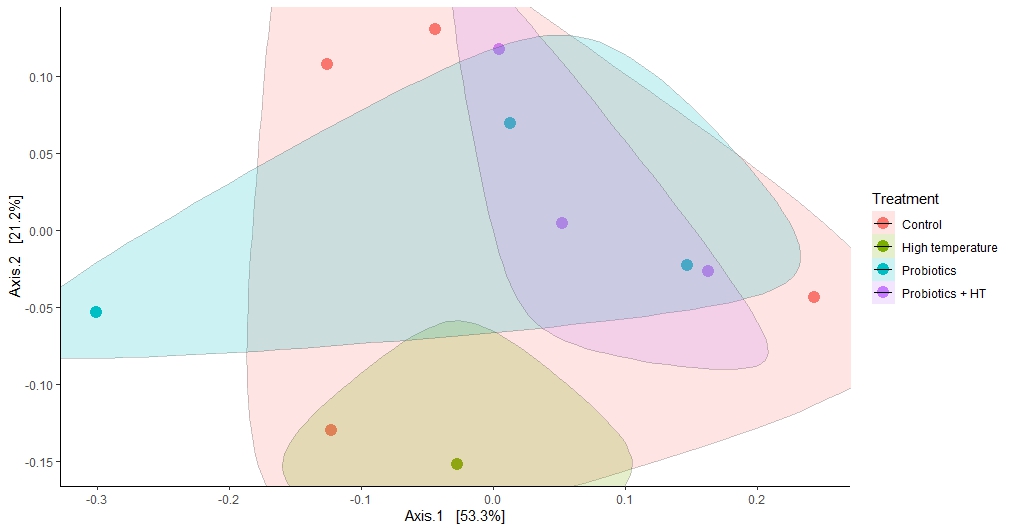 0.10
0.05
0.00
-0.05
-0.10
-0.15
Axis.2 [21.2%]
-0.3 -0.2 -0.1 0.0 0.1 0.2
Axis.1 [53.3%]
Treatment
Control
High temperature
Probiotics
Probiotics + HT